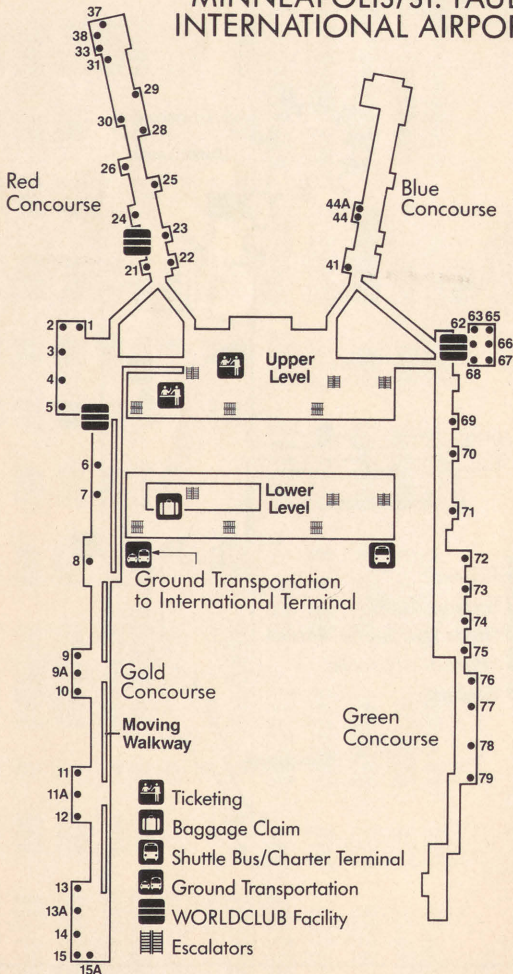 MINNEAPOLIS/ST. PAUL
INTERNATIONAL AIRPOR
37
38
33
31
29
30
28
26
25
24
23
22
21
Red
Concourse
44A
44
41
Blue
Concourse
2
1
3
4
5
62
63 65
66
67
68
Upper
Level
69
70
71
6
7
8
Lower
Level
Ground Transportation
to International Terminal
72
73
74
75
76
77
78
79
9
9A
10
Gold
Concourse
Moving
Walkway
Green
Concourse
11
11A
12
13
13A
14
15
15A
Ticketing
Baggage Claim
Shuttle Bus/Charter Terminal
Ground Transportation
WORLDCLUB Facility
Escalators